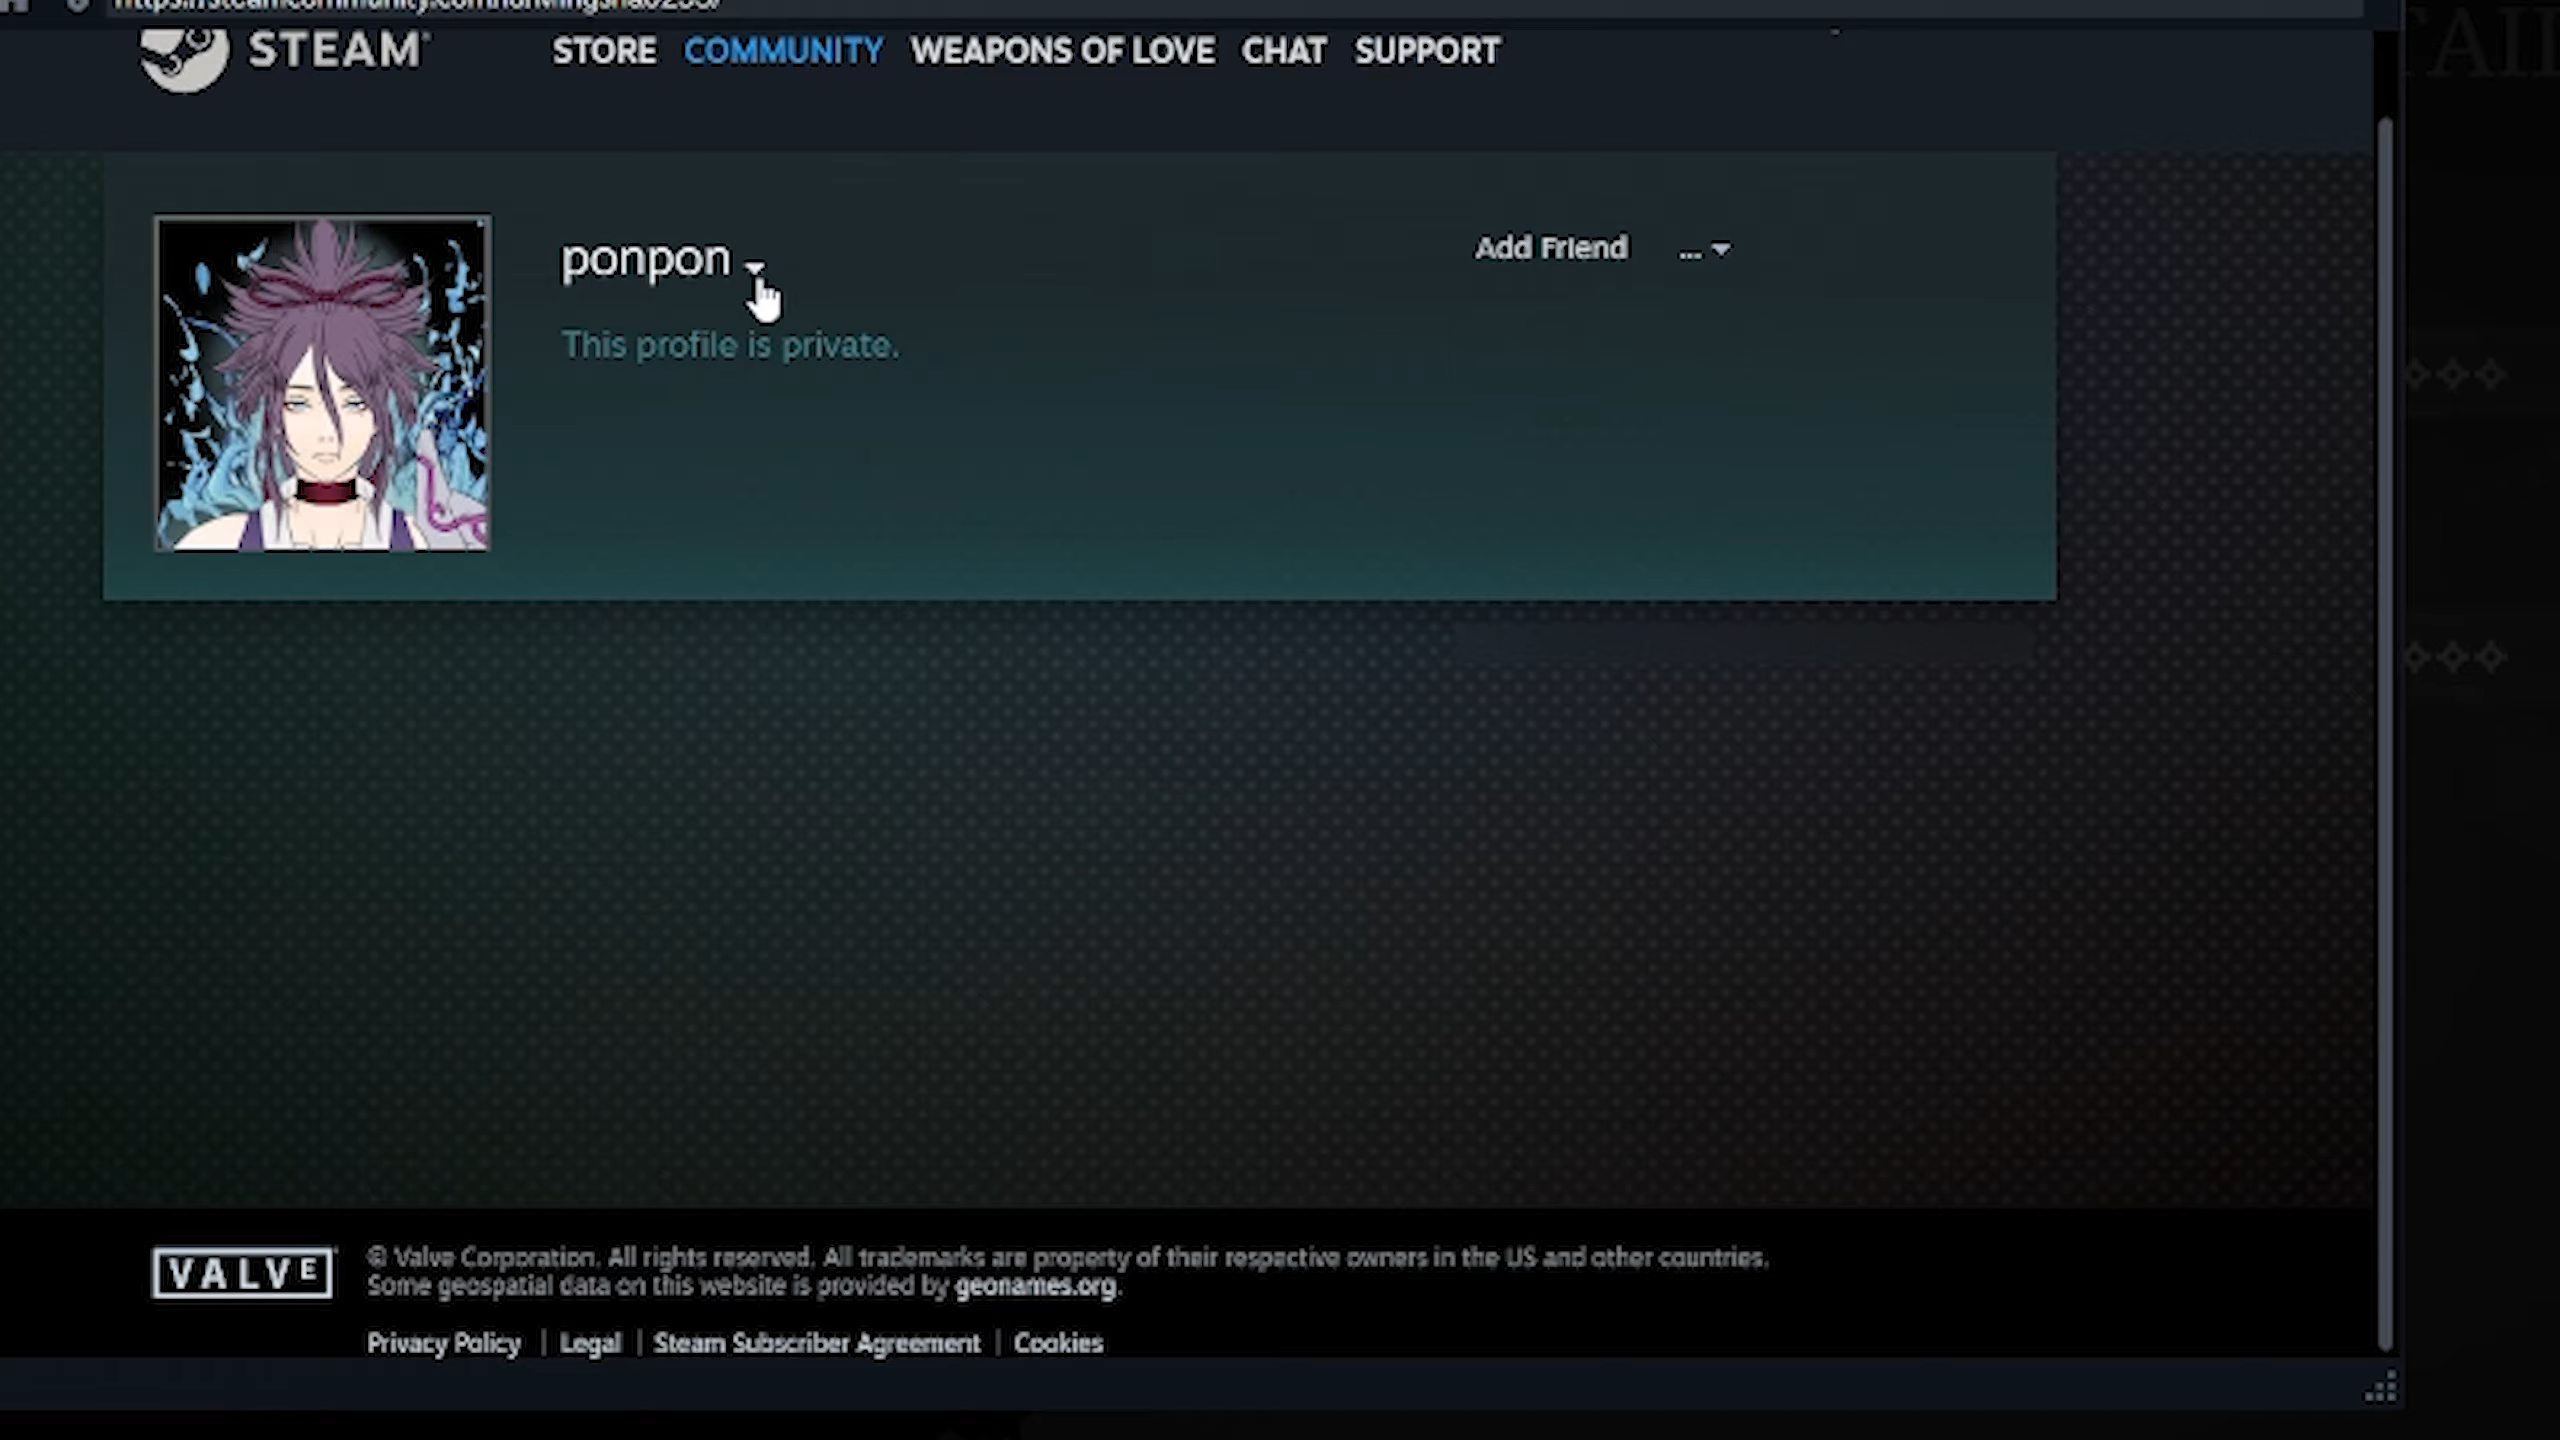 STEAM
STORE COMMUNITY WEAPONS OF LOVE CHAT SUPPORT
ponpon
Add Friend ...
This profile is private.
VALVE
© Valve Corporation. All rights reserved. All trademarks are property of their respective owners in the US and other countries.
Some geospatial data on this website is provided by geonames.org.
Privacy Policy | Legal | Steam Subscriber Agreement | Cookies